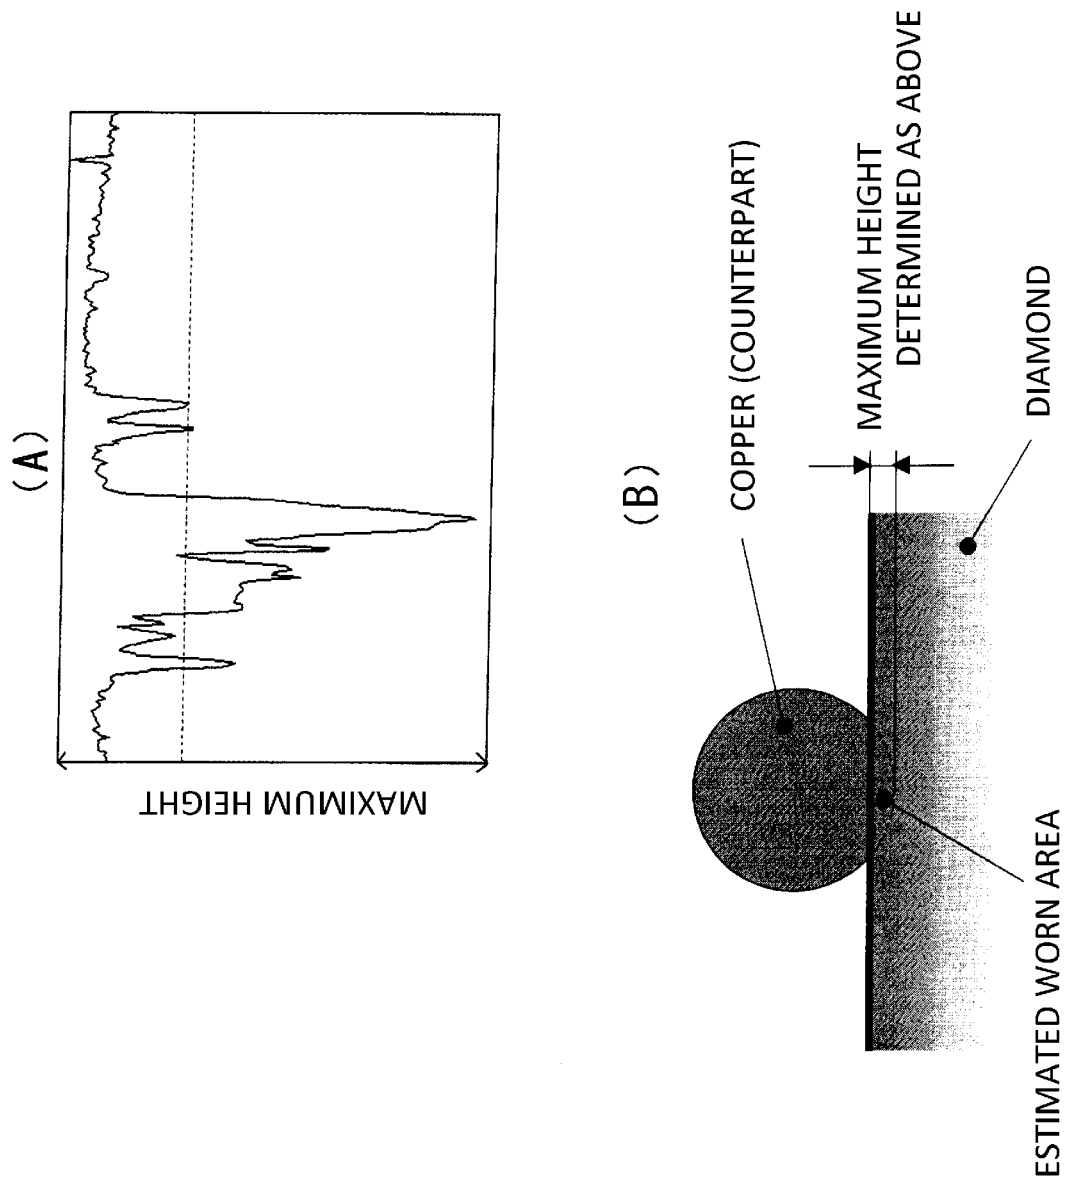 (A)
MAXIMUM HEIGHT
(B)
COPPER (COUNTERPART)
MAXIMUM HEIGHT
DETERMINED AS ABOVE
DIAMOND
ESTIMATED WORN AREA